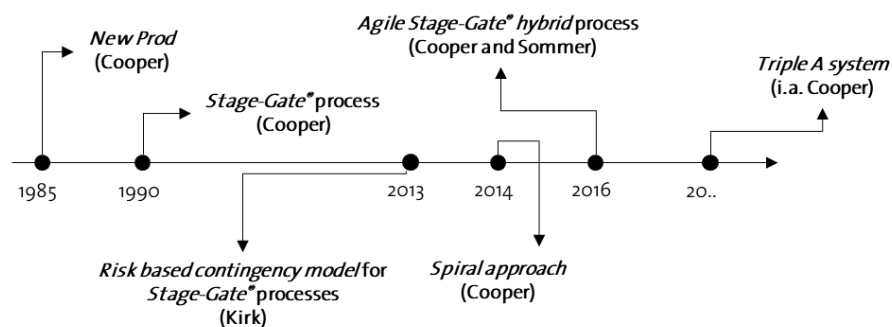 New Prod
(Cooper)
Stage-Gate® process
(Cooper)
Agile Stage-Gate® hybrid process
(Cooper and Sommer)
Triple A system
(i.a. Cooper)
1985
1990
2013
2014
2016
20..
Risk based contingency model for
Stage-Gate® processes
(Kirk)
Spiral approach
(Cooper)